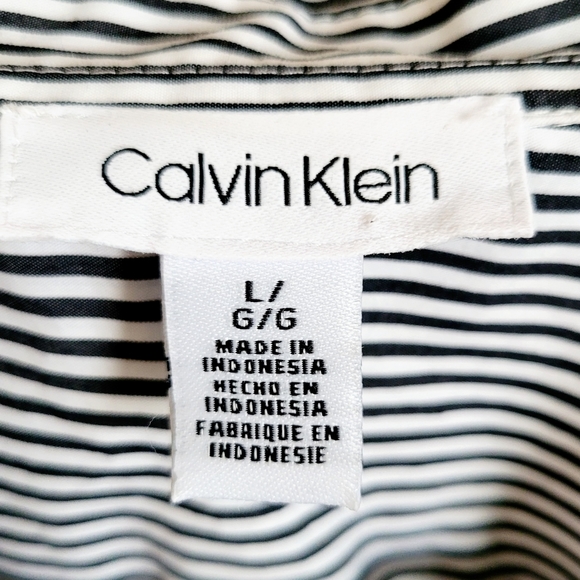 Calvin Klein
L/
G/G
MADE IN
INDONESIA
HECHO EN
INDONESIA
FABRIQUE EN
INDONESIE